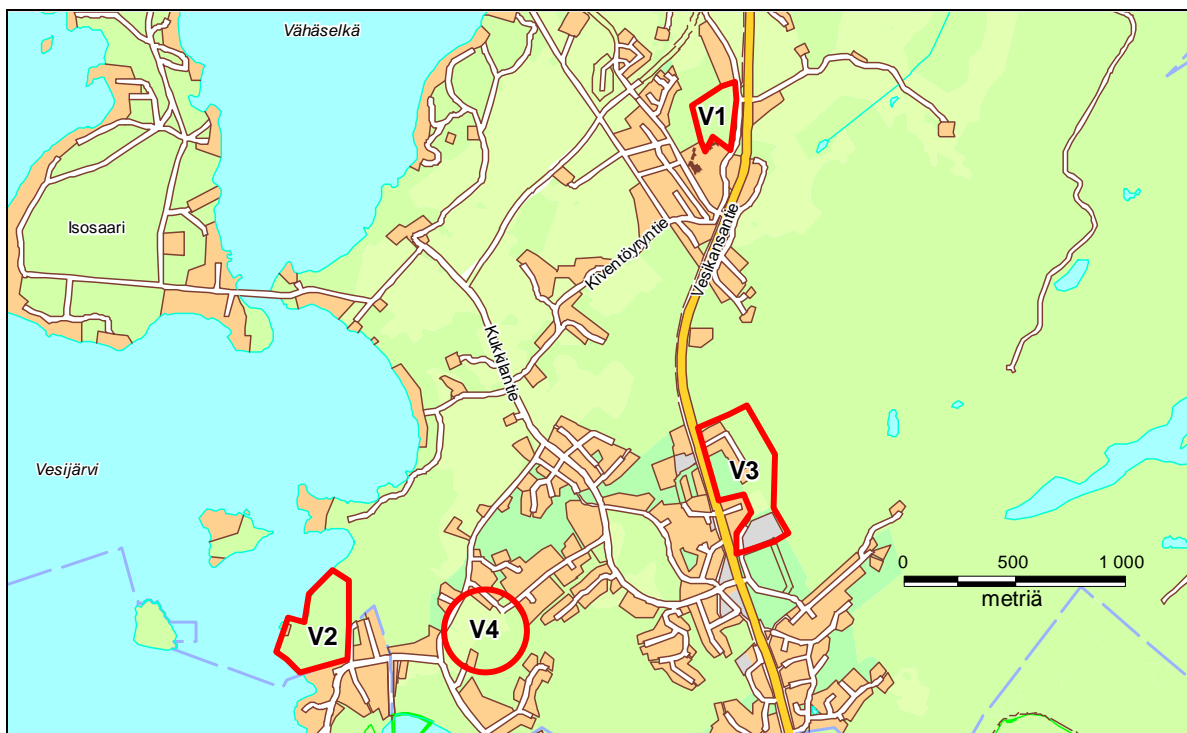 Vähäselkä
V1
Isosaari
Kiventöyryntie
Vesikansantie
Kukkilantie
Vesijärvi
V3
0 500 1 000
metriä
V2
V4